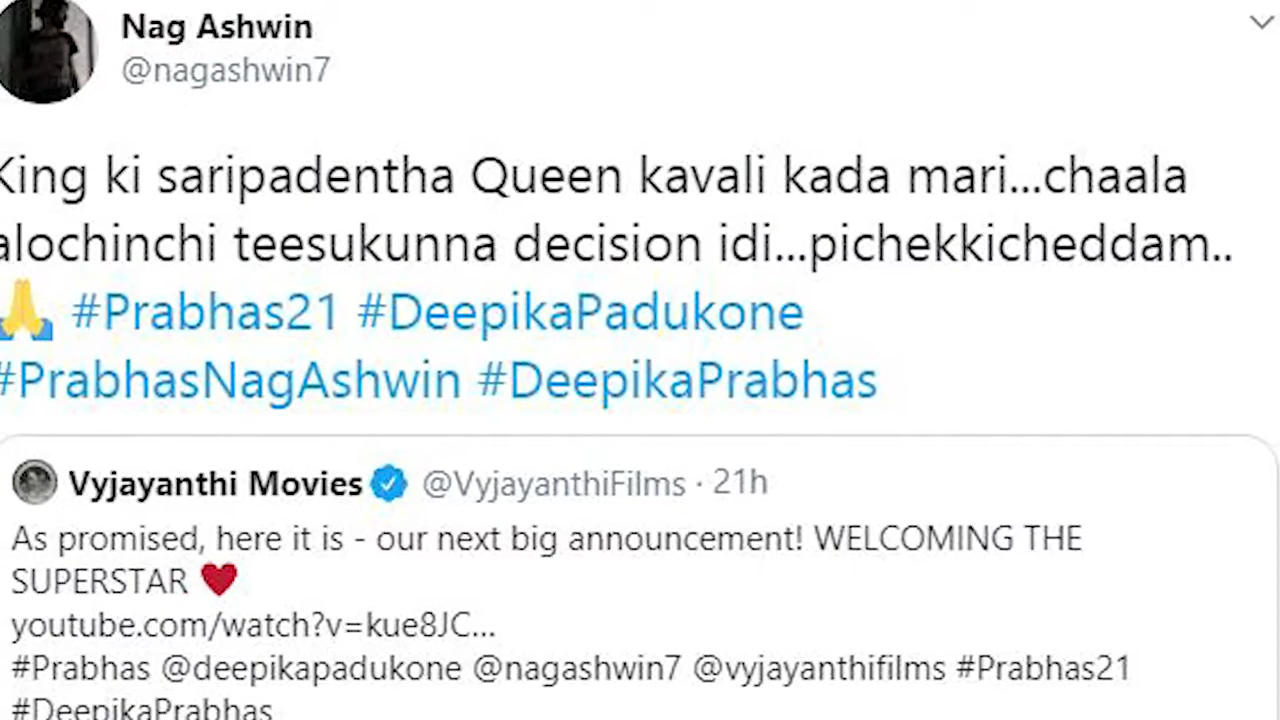 Nag Ashwin
@nagashwin7
King ki saripadentha Queen kavali kada mari...chaala
alochinchi teesukunna decision idi...pichekkicheddam..
🙏 #Prabhas21 #DeepikaPadukone
#PrabhasNagAshwin #DeepikaPrabhas
Vyjayanthi Movies @VyjayanthiFilms · 21h
As promised, here it is - our next big announcement! WELCOMING THE
SUPERSTAR ♥
youtube.com/watch?v=kue8JC...
#Prabhas @deepikapadukone @nagashwin7 @vyjayanthifilms #Prabhas21
#DeepikaPrabhas